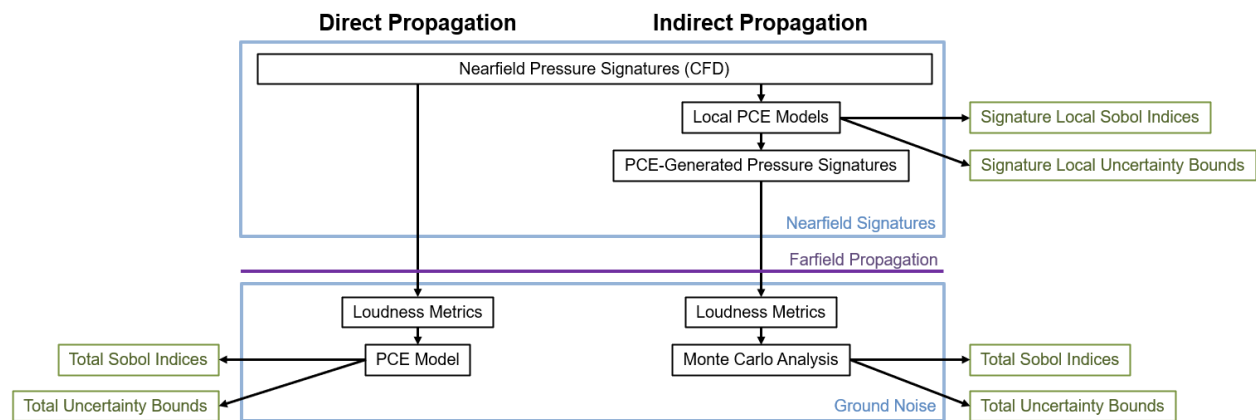 Direct Propagation
Indirect Propagation
Nearfield Pressure Signatures (CFD)
Local PCE Models
Signature Local Sobol Indices
PCE-Generated Pressure Signatures
Signature Local Uncertainty Bounds
Nearfield Signatures
Farfield Propagation
Loudness Metrics
Loudness Metrics
Total Sobol Indices
PCE Model
Monte Carlo Analysis
Total Sobol Indices
Total Uncertainty Bounds
Ground Noise
Total Uncertainty Bounds